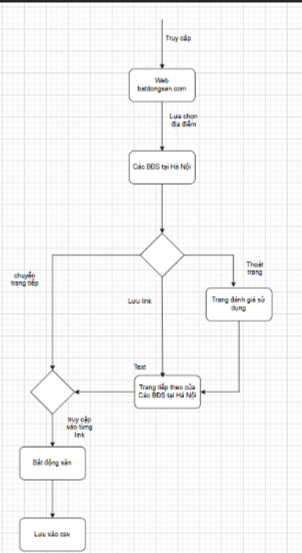 Truy cập
Web
batdongsan.com
Lựa chọn
địa điểm
Các BĐS tại Hà Nội
chuyển
trang tiếp
Thoát
trang
Lưu link
Trang đánh giá sử
dụng
Text
Trang tiếp theo của
Các BĐS tại Hà Nội
truy cập
vào từng
link
Bất động sản
Lưu vào csv